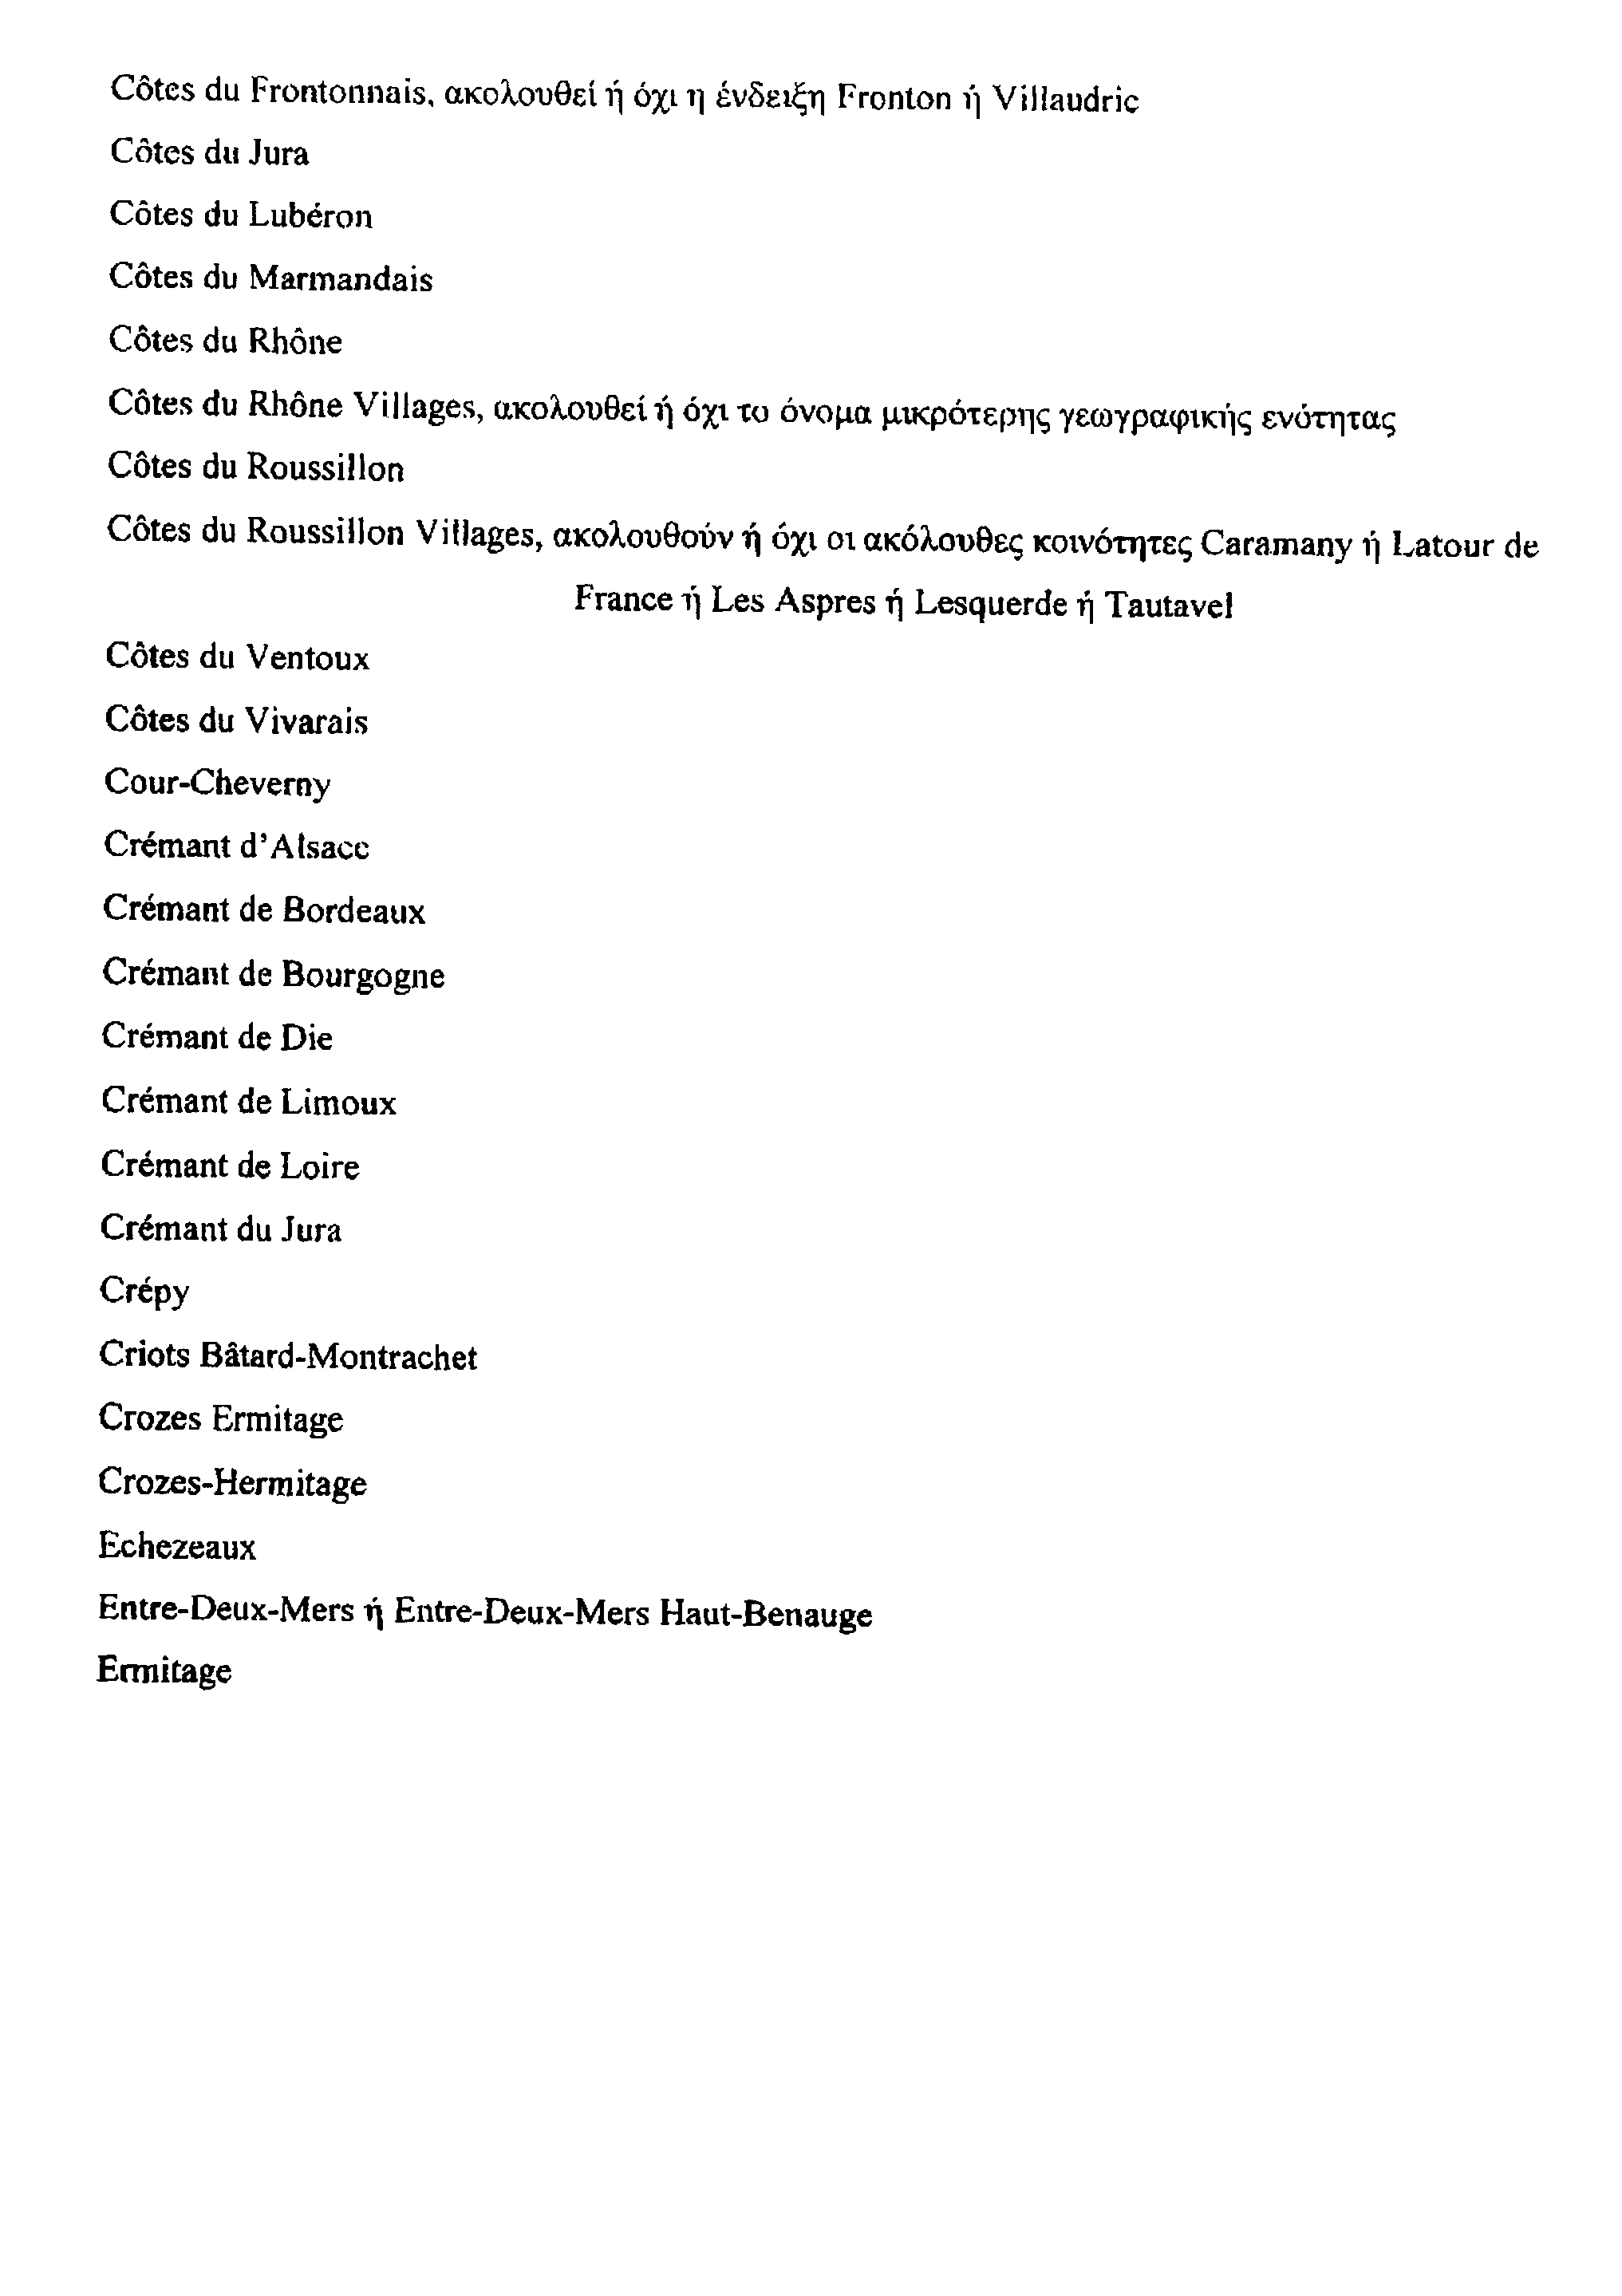 Côtes du Frontonnais, ακολουθεί ή όχι η ένδειξη Fronton ή Villaudric
Côtes du Jura
Côtes du Lubéron
Côtes du Marmandais
Côtes du Rhône
Côtes du Rhône Villages, ακολουθεί ή όχι το όνομα μικρότερης γεωγραφικής ενότητας
Côtes du Roussillon
Côtes du Roussillon Villages, ακολουθούν ή όχι οι ακόλουθες κοινότητες Caramany ή Latour de
France ή Les Aspres ή Lesquerde ή Tautavel
Côtes du Ventoux
Côtes du Vivarais
Cour-Cheverny
Crémant d’Alsace
Crémant de Bordeaux
Crémant de Bourgogne
Crémant de Die
Crémant de Limoux
Crémant de Loire
Crémant du Jura
Crépy
Criots Bâtard-Montrachet
Crozes Ermitage
Crozes-Hermitage
Echezeaux
Entre-Deux-Mers ή Entre-Deux-Mers Haut-Benauge
Ermitage